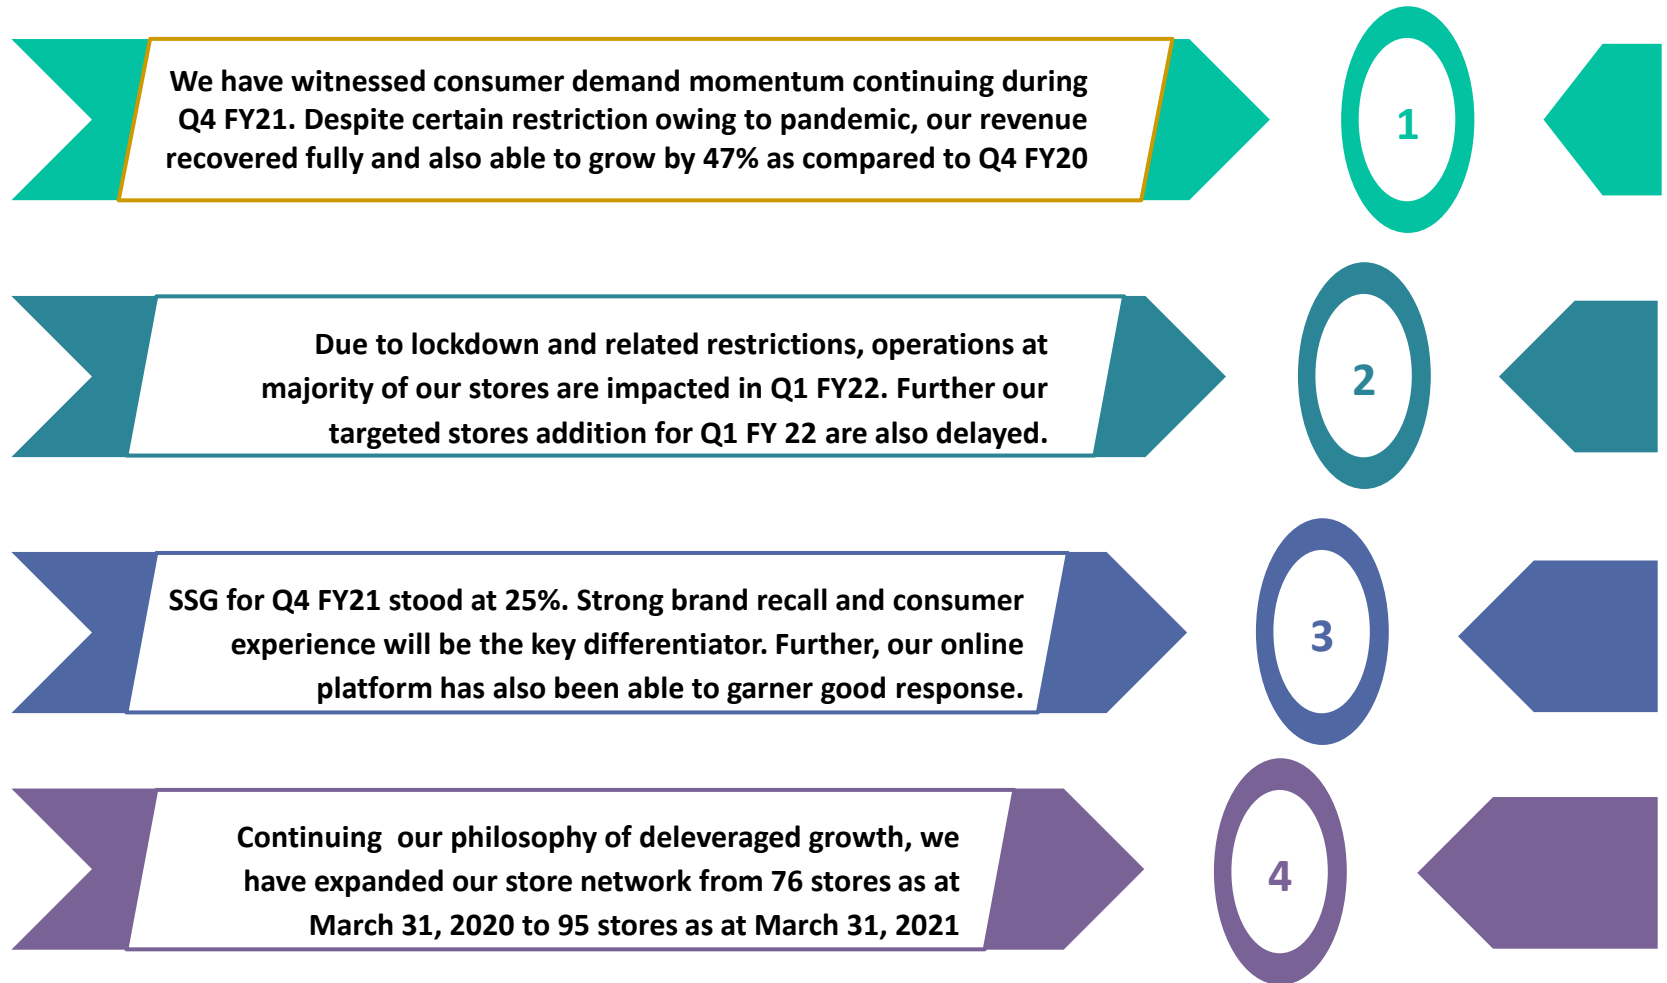 We have witnessed consumer demand momentum continuing during
Q4 FY21. Despite certain restriction owing to pandemic, our revenue
recovered fully and also able to grow by 47% as compared to Q4 FY20
1
Due to lockdown and related restrictions, operations at
majority of our stores are impacted in Q1 FY22. Further our
targeted stores addition for Q1 FY 22 are also delayed.
2
SSG for Q4 FY21 stood at 25%. Strong brand recall and consumer
experience will be the key differentiator. Further, our online
platform has also been able to garner good response.
3
Continuing  our philosophy of deleveraged growth, we
have expanded our store network from 76 stores as at
March 31, 2020 to 95 stores as at March 31, 2021
4